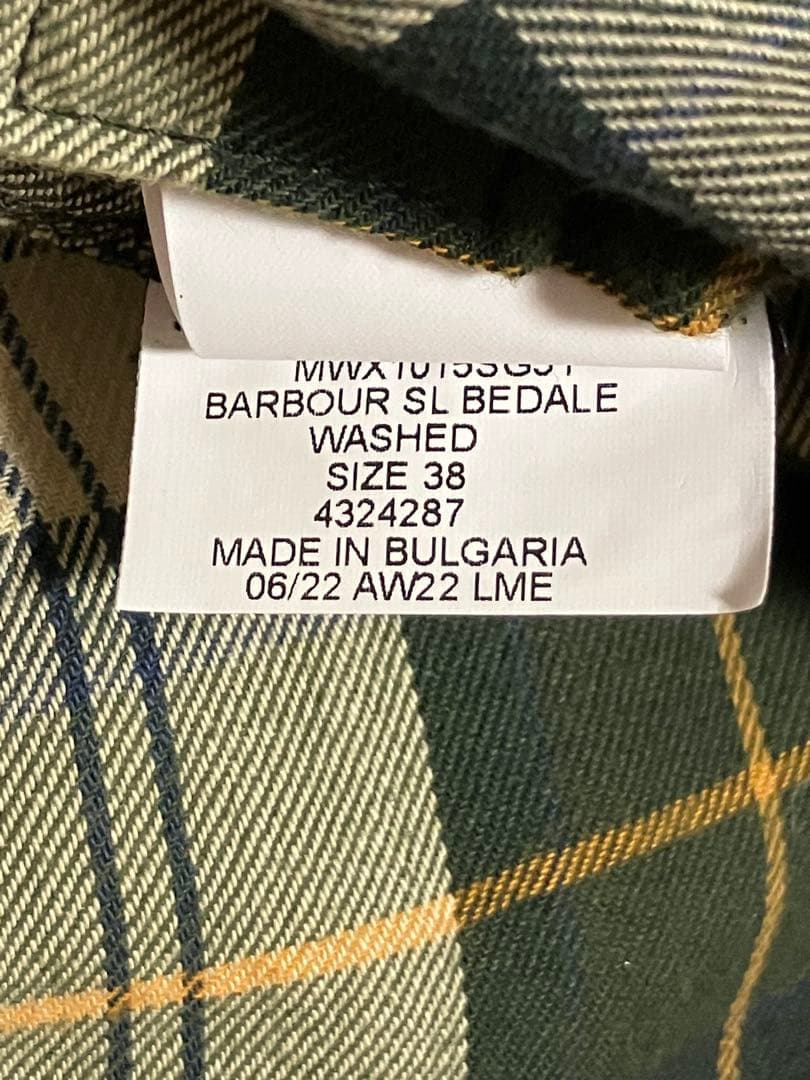 BARBOUR SL BEDALE
WASHED
SIZE 38
4324287
MADE IN BULGARIA
06/22 AW22 LME